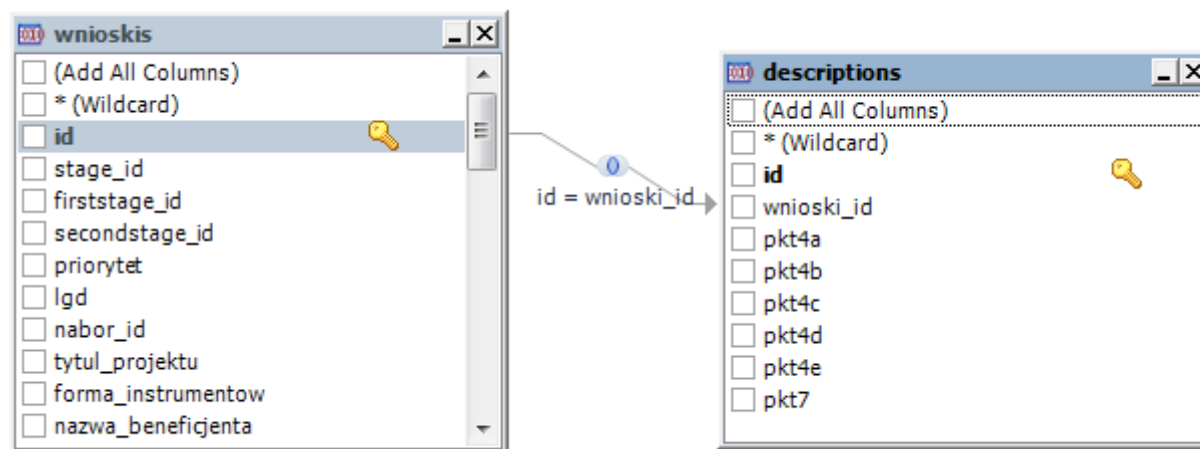 wnioskis
(Add All Columns)
* (Wildcard)
id
stage_id
firststage_id
secondstage_id
priorytet
lgd
nabor_id
tytul_projektu
forma_instrumentow
nazwa_beneficjenta
id = wnioski_id
descriptions
(Add All Columns)
* (Wildcard)
id
wnioski_id
pkt4a
pkt4b
pkt4c
pkt4d
pkt4e
pkt7